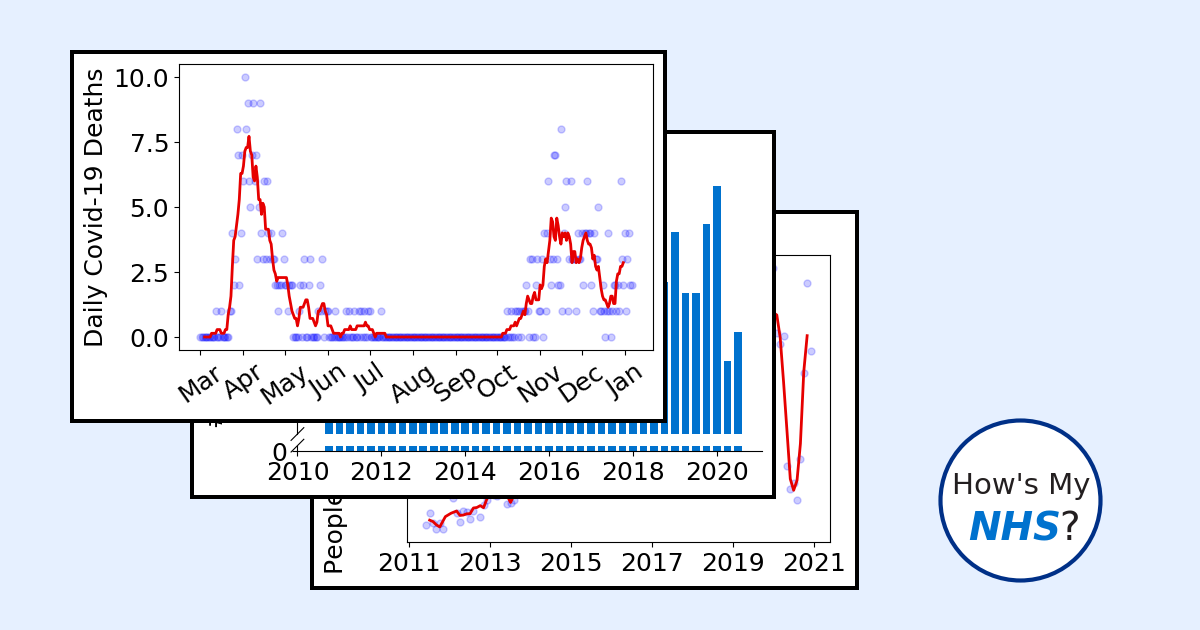 Daily Covid-19 Deaths
10.0
7.5
5.0
2.5
0.0
Mar Apr May Jun Jul Aug Sep Oct Nov Dec Jan
0
2010 2012 2014 2016 2018 2020
People
2011 2013 2015 2017 2019 2021
How's My
NHS?